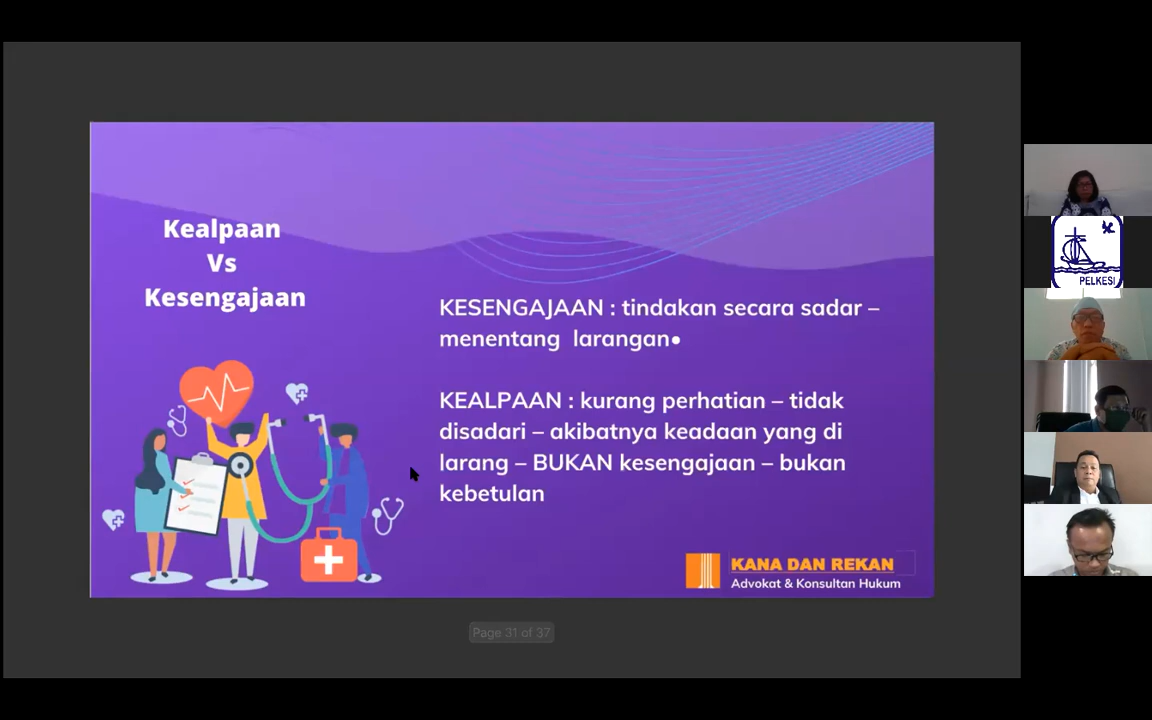 Kealpaan
Vs
Kesengajaan
KESENGAJAAN : tindakan secara sadar –
menentang larangan•
KEALPAAN : kurang perhatian – tidak
disadari – akibatnya keadaan yang di
larang – BUKAN kesengajaan – bukan
kebetulan
KANA DAN REKAN
Advokat & Konsultan Hukum
Page 31 of 37
PELKESI